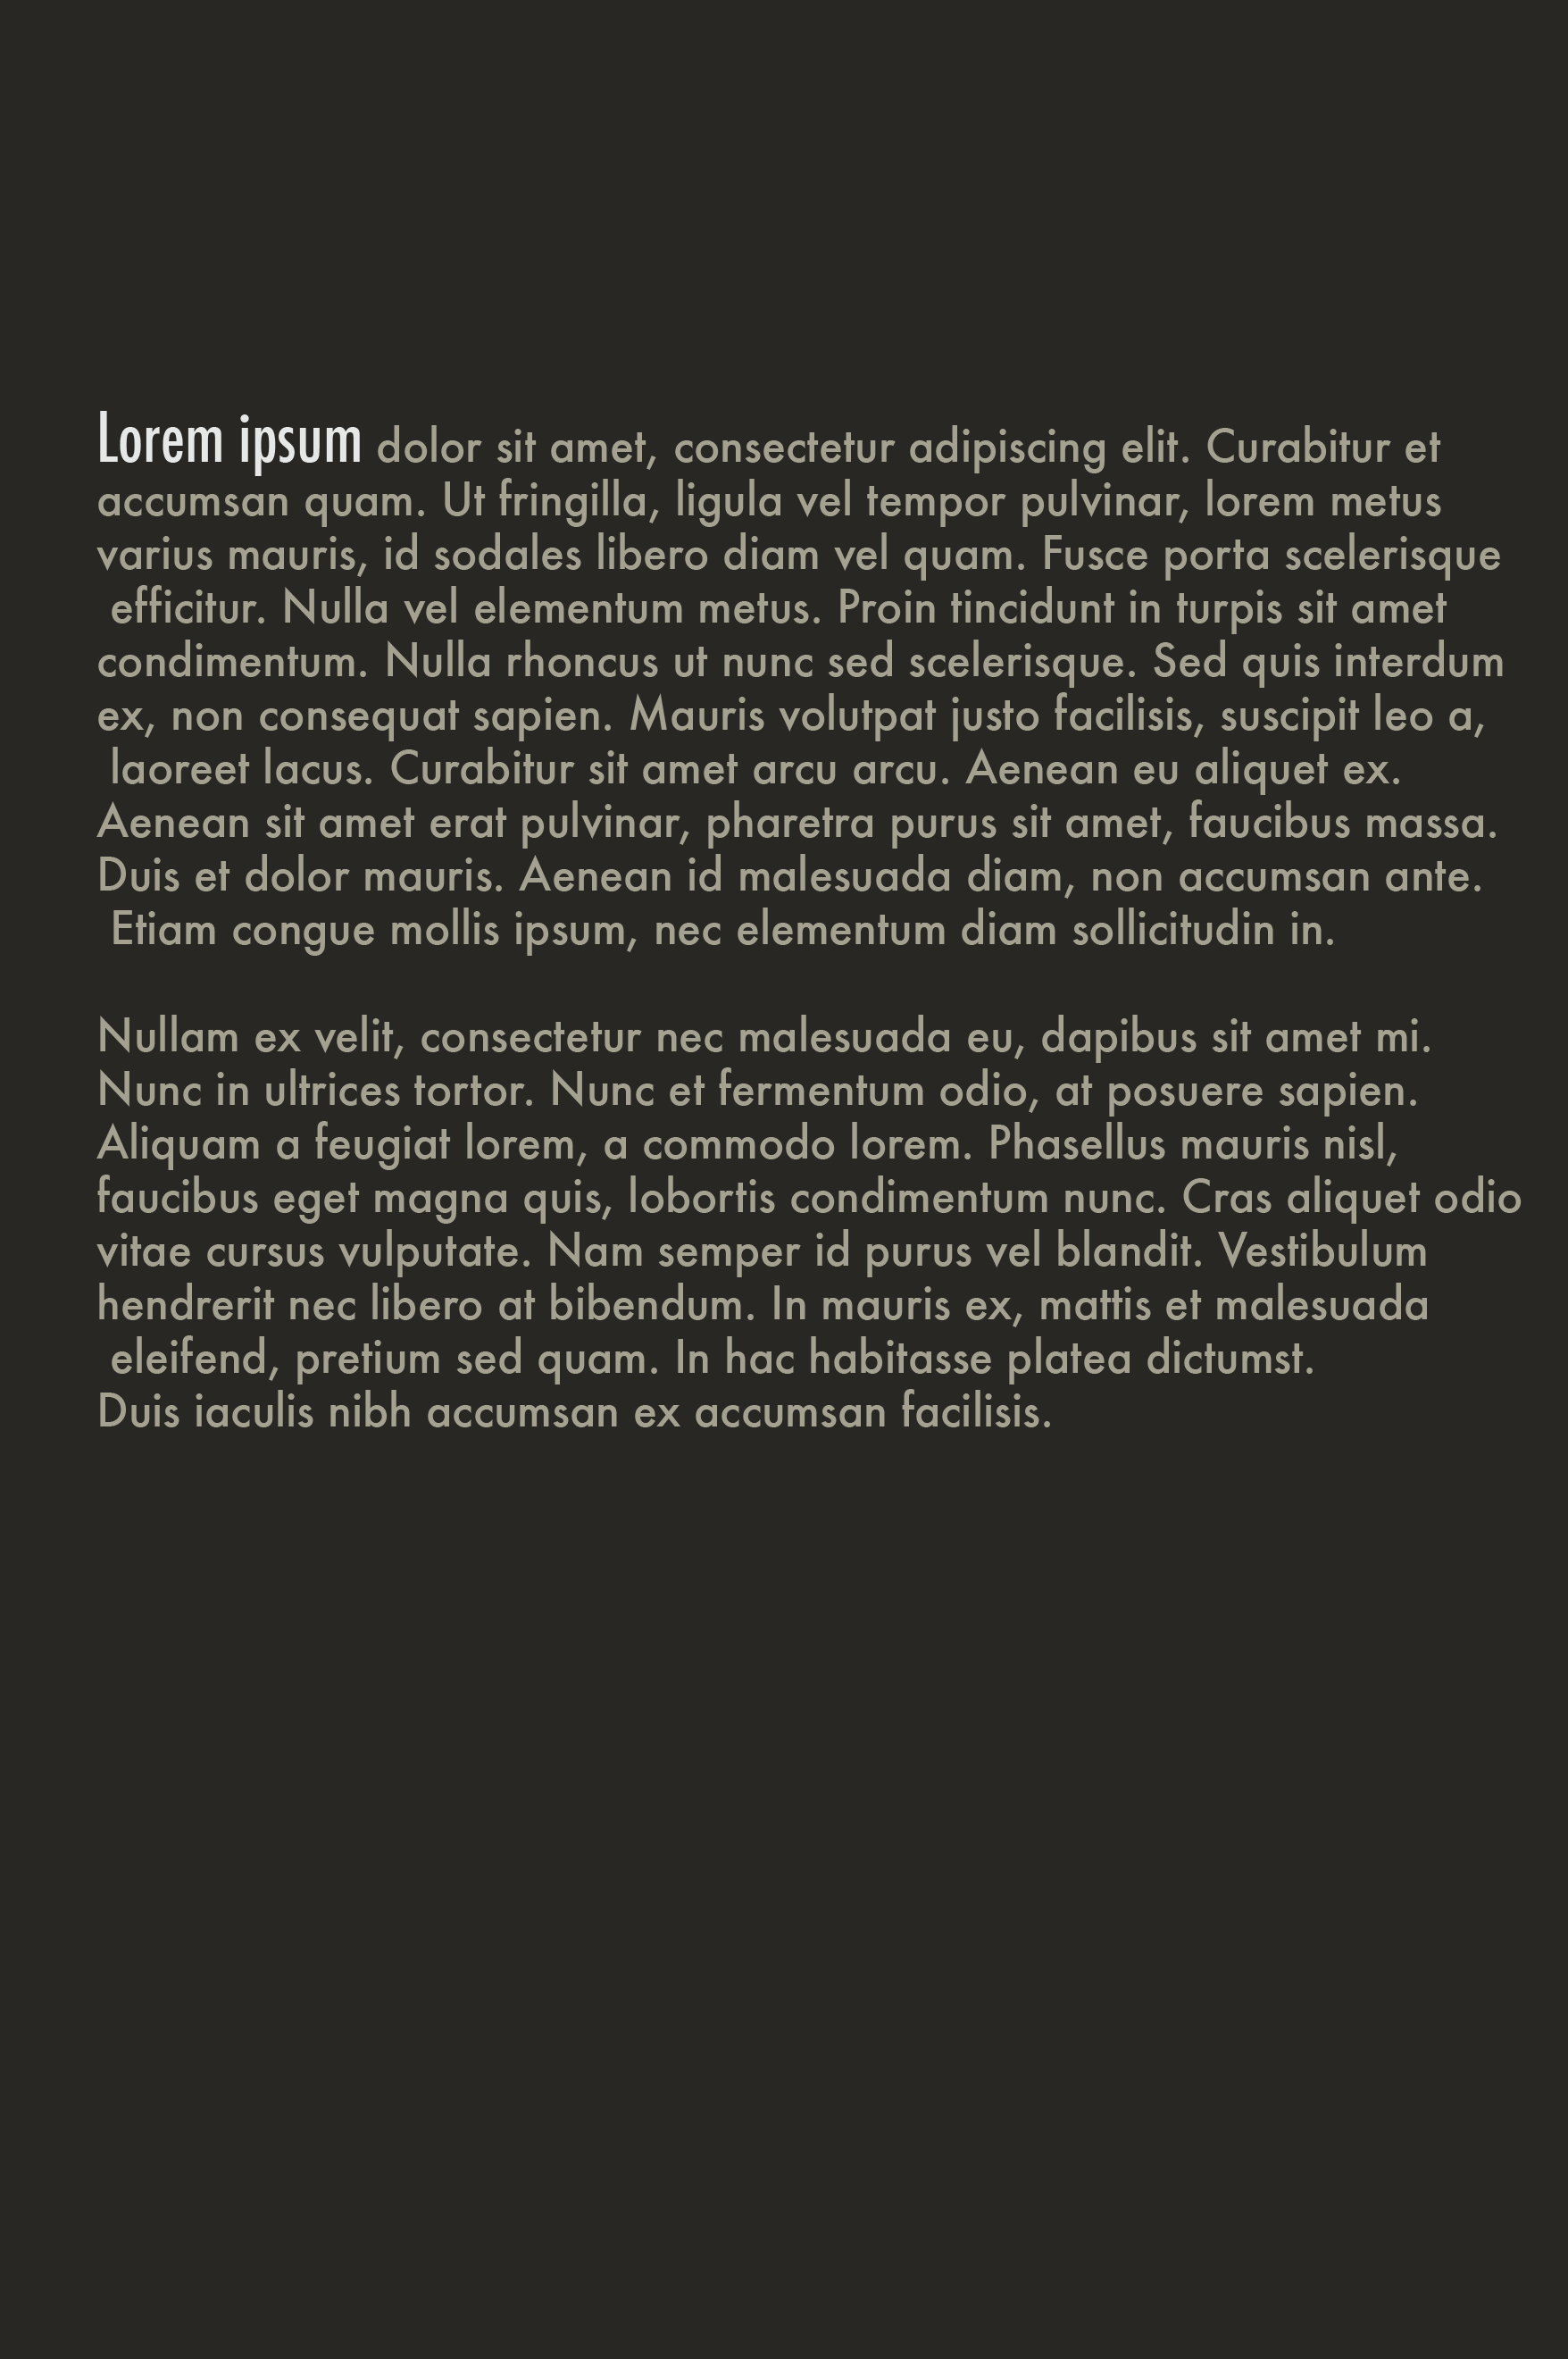 Lorem ipsum dolor sit amet, consectetur adipiscing elit. Curabitur et
accumsan quam. Ut fringilla, ligula vel tempor pulvinar, lorem metus
varius mauris, id sodales libero diam vel quam. Fusce porta scelerisque
efficitur. Nulla vel elementum metus. Proin tincidunt in turpis sit amet
condimentum. Nulla rhoncus ut nunc sed scelerisque. Sed quis interdum
ex, non consequat sapien. Mauris volutpat justo facilisis, suscipit leo a,
laoreet lacus. Curabitur sit amet arcu arcu. Aenean eu aliquet ex.
Aenean sit amet erat pulvinar, pharetra purus sit amet, faucibus massa.
Duis et dolor mauris. Aenean id malesuada diam, non accumsan ante.
Etiam congue mollis ipsum, nec elementum diam sollicitudin in.

Nullam ex velit, consectetur nec malesuada eu, dapibus sit amet mi.
Nunc in ultrices tortor. Nunc et fermentum odio, at posuere sapien.
Aliquam a feugiat lorem, a commodo lorem. Phasellus mauris nisl,
faucibus eget magna quis, lobortis condimentum nunc. Cras aliquet odio
vitae cursus vulputate. Nam semper id purus vel blandit. Vestibulum
hendrerit nec libero at bibendum. In mauris ex, mattis et malesuada
eleifend, pretium sed quam. In hac habitasse platea dictumst.
Duis iaculis nibh accumsan ex accumsan facilisis.